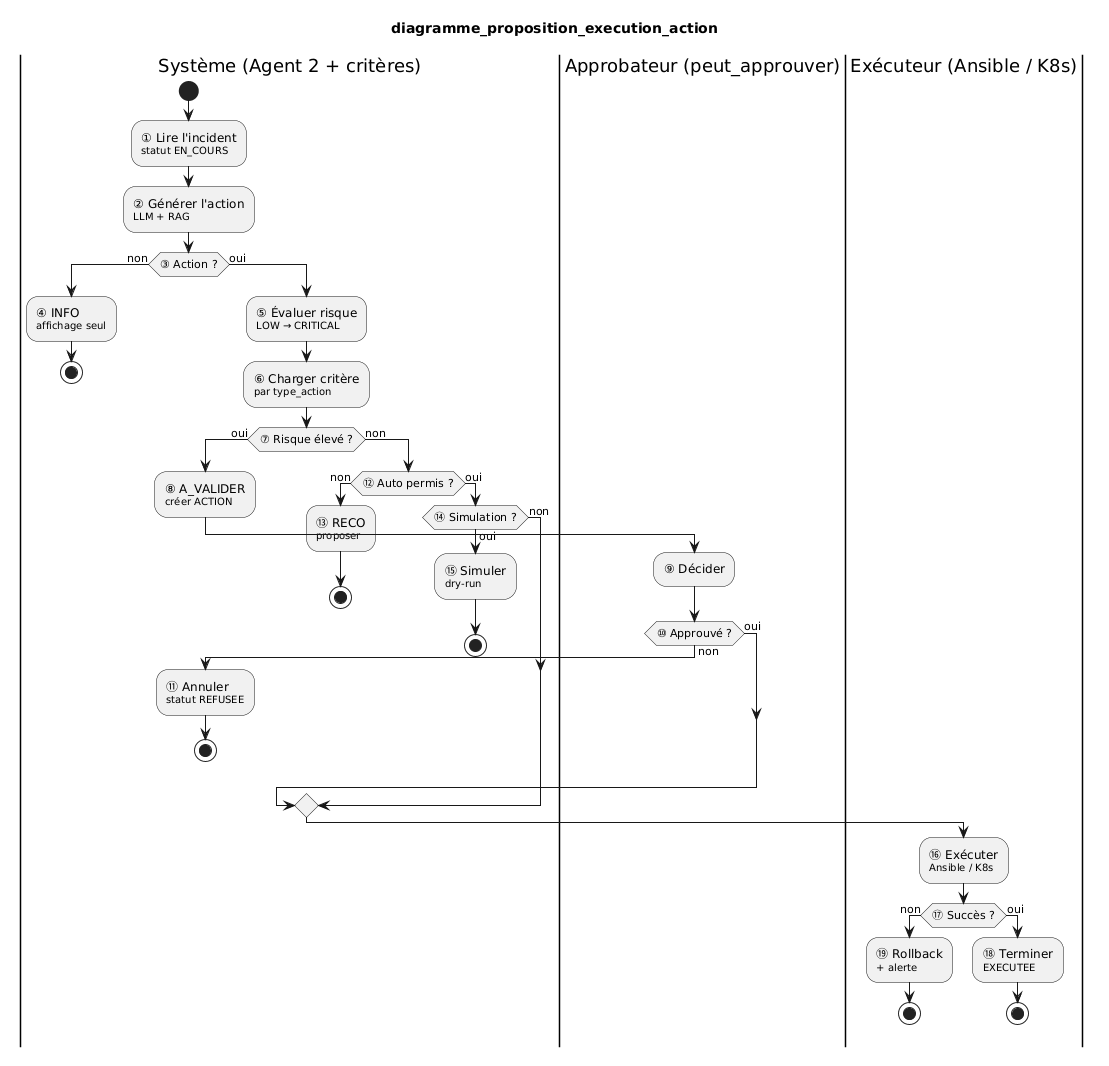 diagramme_proposition_execution_action
Système (Agent 2 + critères)
Approbateur (peut_approuver)
Exécuteur (Ansible / K8s)
① Lire l'incident
statut EN_COURS
② Générer l'action
LLM + RAG
non
③ Action ?
oui
④ INFO
affichage seul
⑤ Évaluer risque
LOW → CRITICAL
⑥ Charger critère
par type_action
oui
⑦ Risque élevé ?
non
⑧ A_VALIDER
créer ACTION
non
⑫ Auto permis ?
oui
⑬ RECO
proposer
⑭ Simulation ?
non
oui
⑮ Simuler
dry-run
⑨ Décider
⑩ Approuvé ?
oui
non
⑪ Annuler
statut REFUSEE
⑯ Exécuter
Ansible / K8s
non
⑰ Succès ?
oui
⑲ Rollback
+ alerte
⑱ Terminer
EXECUTEE